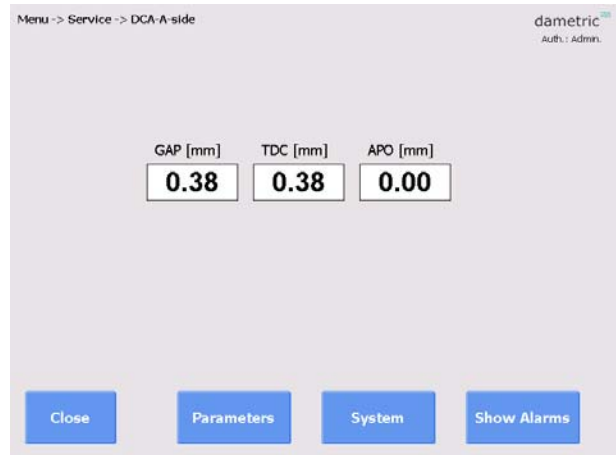 Menu -> Service -> DCA-A-side
dametric
Auth.: Admin.
GAP [mm] TDC [mm] APO [mm]
0.38 0.38 0.00
Close Parameters System Show Alarms